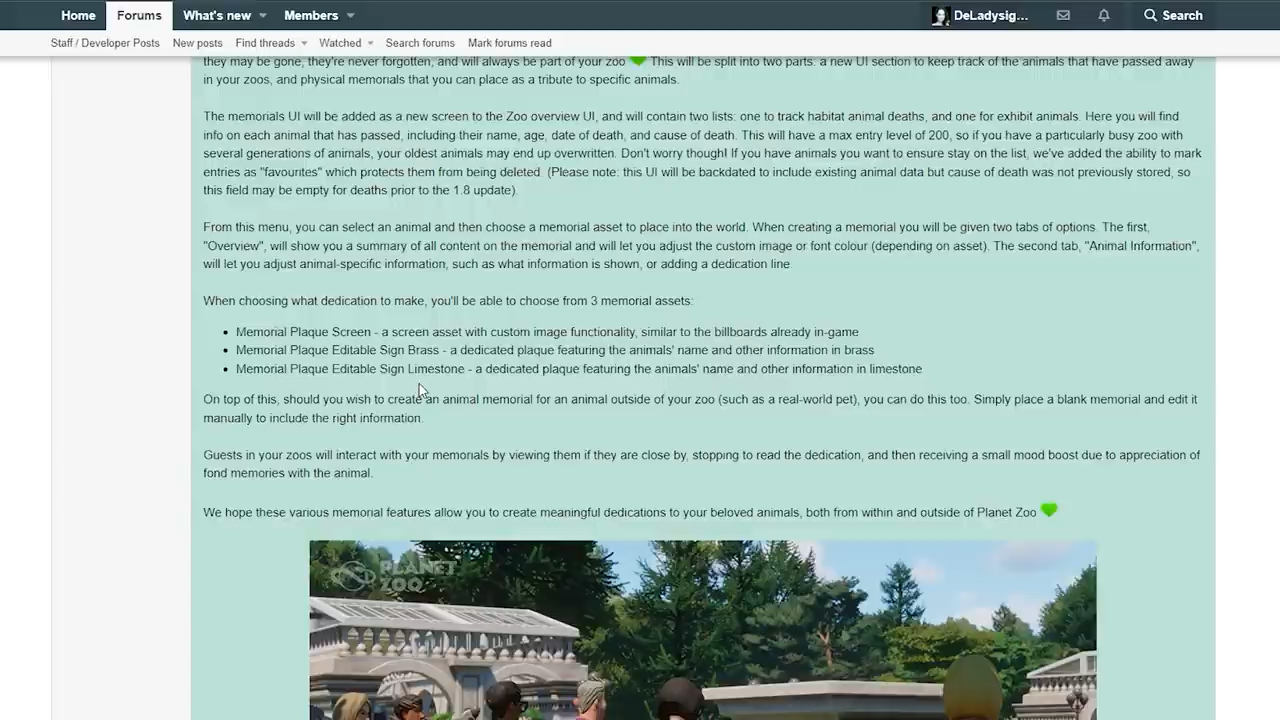 Home Forums What's new Members DeLadysig... Search
Staff / Developer Posts New posts Find threads Watched Search forums Mark forums read
they may be gone, they're never forgotten, and will always be part of your zoo 💚 This will be split into two parts: a new UI section to keep track of the animals that have passed away
in your zoos, and physical memorials that you can place as a tribute to specific animals.
The memorials UI will be added as a new screen to the Zoo overview UI, and will contain two lists: one to track habitat animal deaths, and one for exhibit animals. Here you will find
info on each animal that has passed, including their name, age, date of death, and cause of death. This will have a max entry level of 200, so if you have a particularly busy zoo with
several generations of animals, your oldest animals may end up overwritten. Don't worry though! If you have animals you want to ensure stay on the list, we've added the ability to mark
entries as "favourites" which protects them from being deleted. (Please note: this UI will be backdated to include existing animal data but cause of death was not previously stored, so
this field may be empty for deaths prior to the 1.8 update).
From this menu, you can select an animal and then choose a memorial asset to place into the world. When creating a memorial you will be given two tabs of options. The first,
"Overview", will show you a summary of all content on the memorial and will let you adjust the custom image or font colour (depending on asset). The second tab, "Animal Information",
will let you adjust animal-specific information, such as what information is shown, or adding a dedication line.
When choosing what dedication to make, you'll be able to choose from 3 memorial assets:
• Memorial Plaque Screen - a screen asset with custom image functionality, similar to the billboards already in-game
• Memorial Plaque Editable Sign Brass - a dedicated plaque featuring the animals' name and other information in brass
• Memorial Plaque Editable Sign Limestone - a dedicated plaque featuring the animals' name and other information in limestone
On top of this, should you wish to create an animal memorial for an animal outside of your zoo (such as a real-world pet), you can do this too. Simply place a blank memorial and edit it
manually to include the right information.
Guests in your zoos will interact with your memorials by viewing them if they are close by, stopping to read the dedication, and then receiving a small mood boost due to appreciation of
fond memories with the animal.
We hope these various memorial features allow you to create meaningful dedications to your beloved animals, both from within and outside of Planet Zoo 💚
PLANET
ZOO